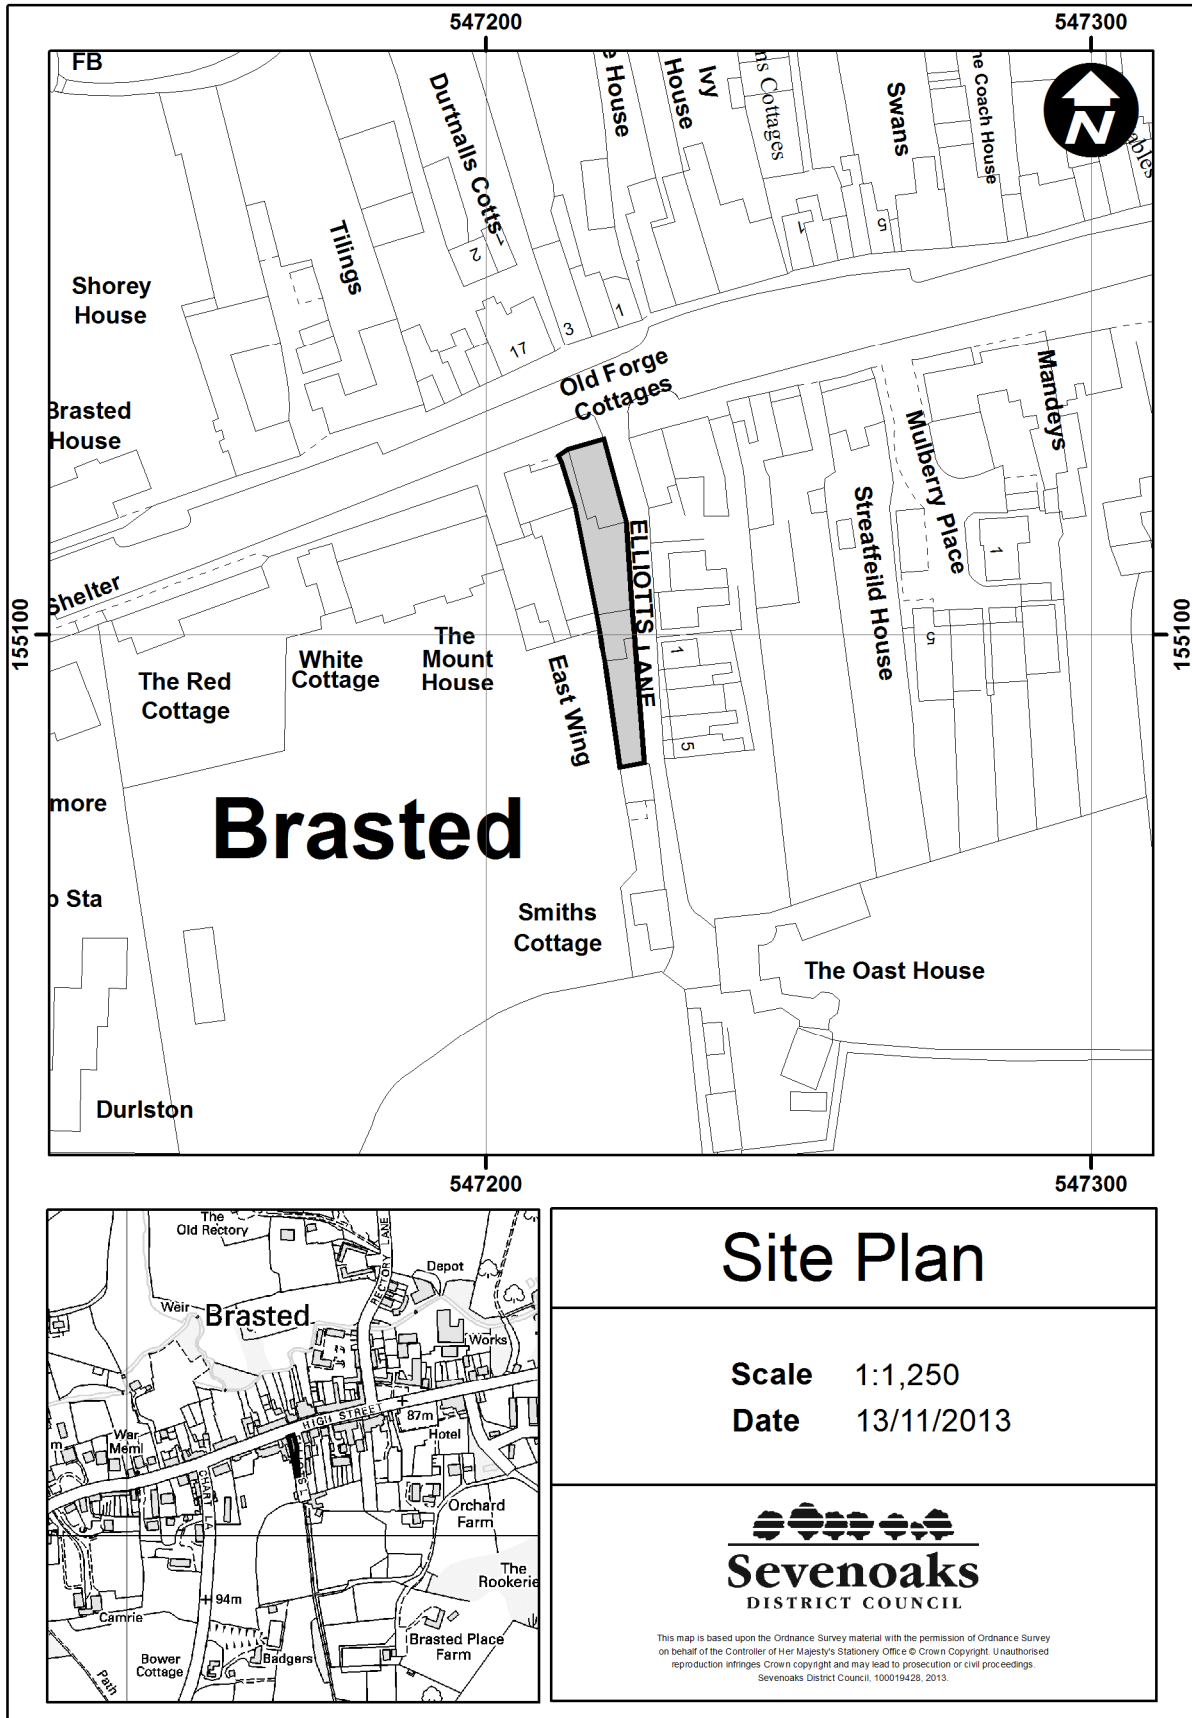 547200
547300
FB
Durtnalls Cotts
e House
House
Ivy
ns Cottages
Swans
he Coach House
N
ables
Tilings
Shorey
House
2
1
1
5
17
3
1
Old Forge
Cottages
Brasted
House
Mandeys
Mulberry Place
Streatfeild House
ELLIOTTS LANE
1
5
Shelter
155100
155100
The Red
Cottage
White
Cottage
The
Mount
House
East Wing
1
5
more
Brasted
p Sta
Smiths
Cottage
The Oast House
Durlston
547200
547300
The
Old Rectory
RECTORY LANE
Depot
Weir
Brasted
Works
HIGH STREET
87m
Hotel
War
Meml
m
CHART LA
Orchard
Farm
The
Rookerie
94m
Camrie
Bower
Cottage
Badgers
Brasted Place
Farm
Path
Site Plan
Scale 1:1,250
Date 13/11/2013
Sevenoaks
DISTRICT COUNCIL
This map is based upon the Ordnance Survey material with the permission of Ordnance Survey
on behalf of the Controller of Her Majesty's Stationery Office © Crown Copyright. Unauthorised
reproduction infringes Crown copyright and may lead to prosecution or civil proceedings.
Sevenoaks District Council, 100019428, 2013.